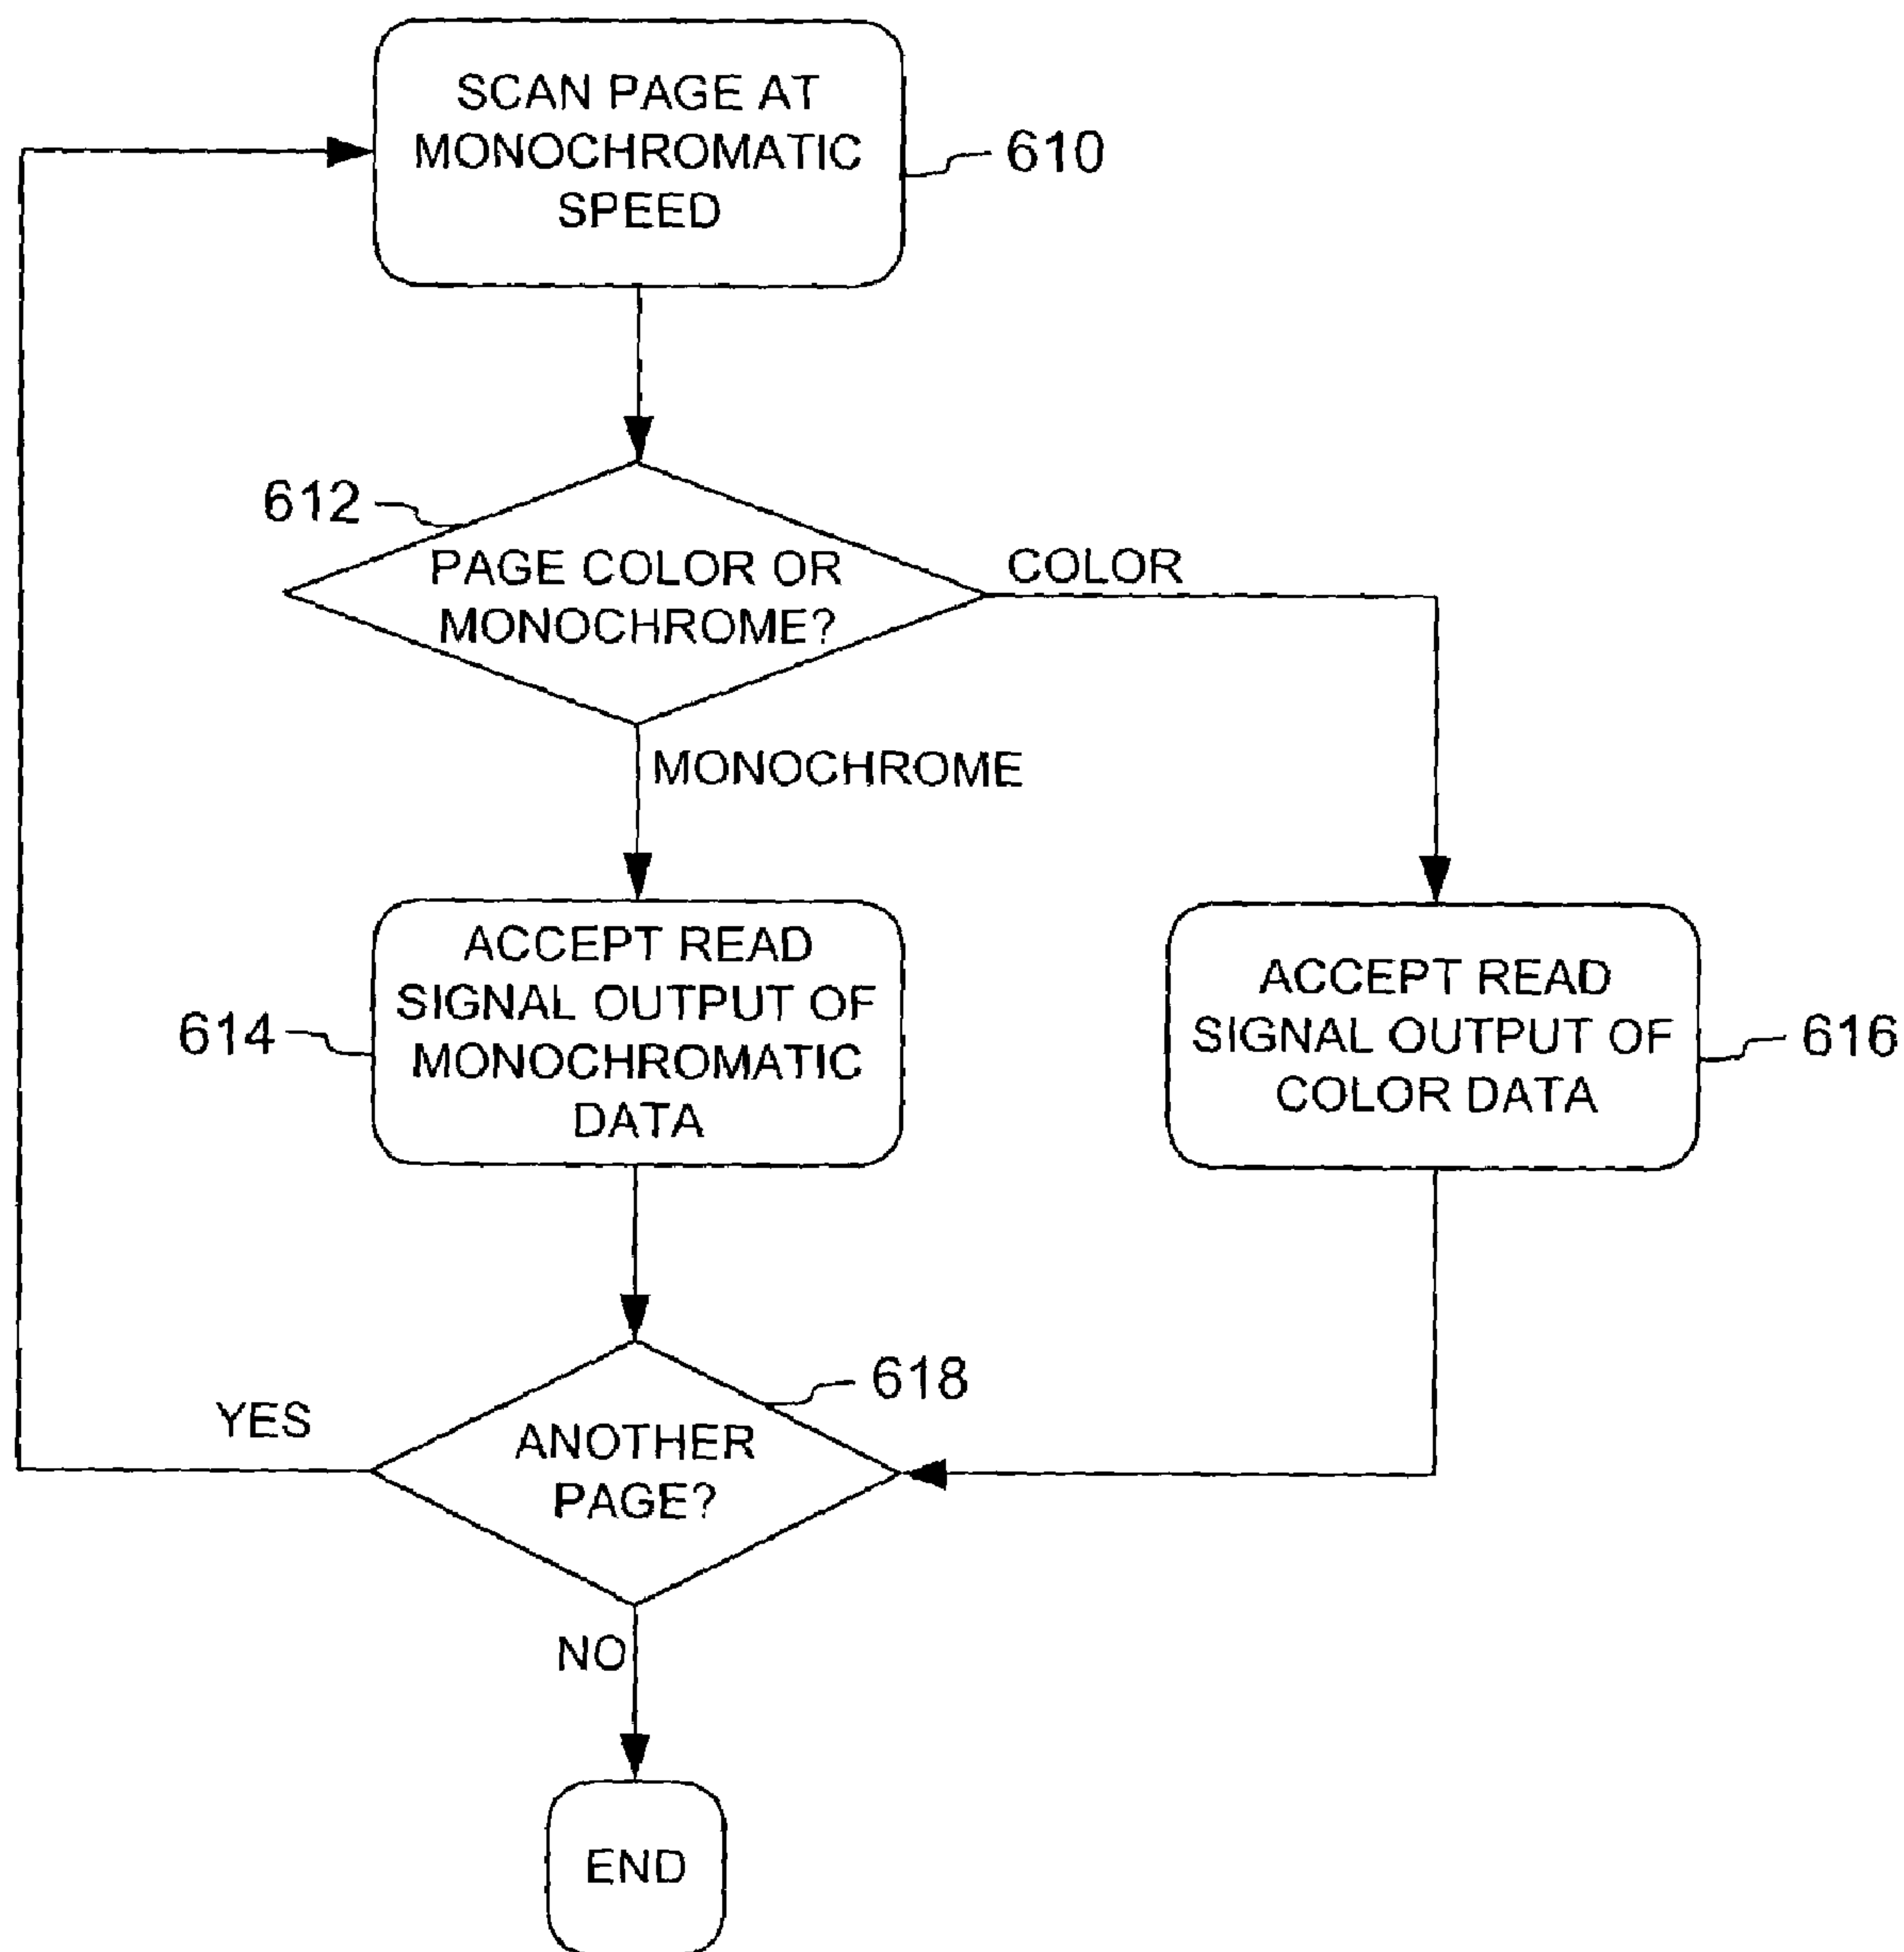 SCAN PAGE AT
MONOCHROMATIC
SPEED
610
612
PAGE COLOR OR
MONOCHROME?
COLOR
MONOCHROME
ACCEPT READ
SIGNAL OUTPUT OF
MONOCHROMATIC
DATA
614
ACCEPT READ
SIGNAL OUTPUT OF
COLOR DATA
616
618
ANOTHER
PAGE?
YES
NO
END